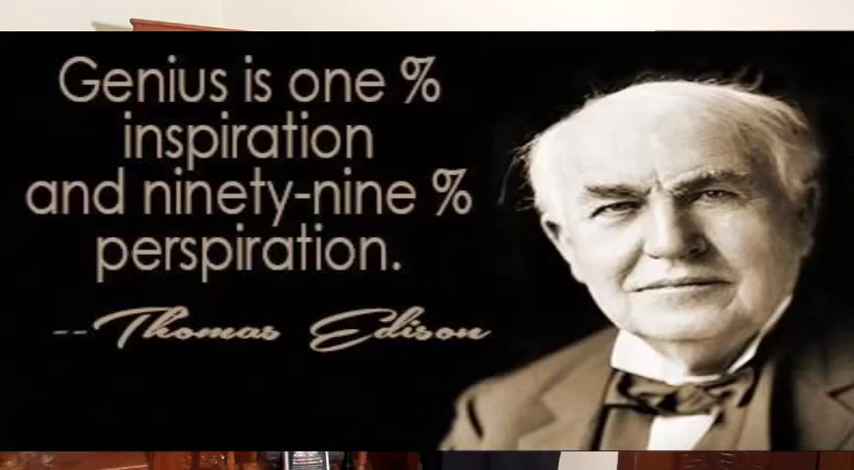 Genius is one %
inspiration
and ninety-nine %
perspiration.
--Thomas Edison